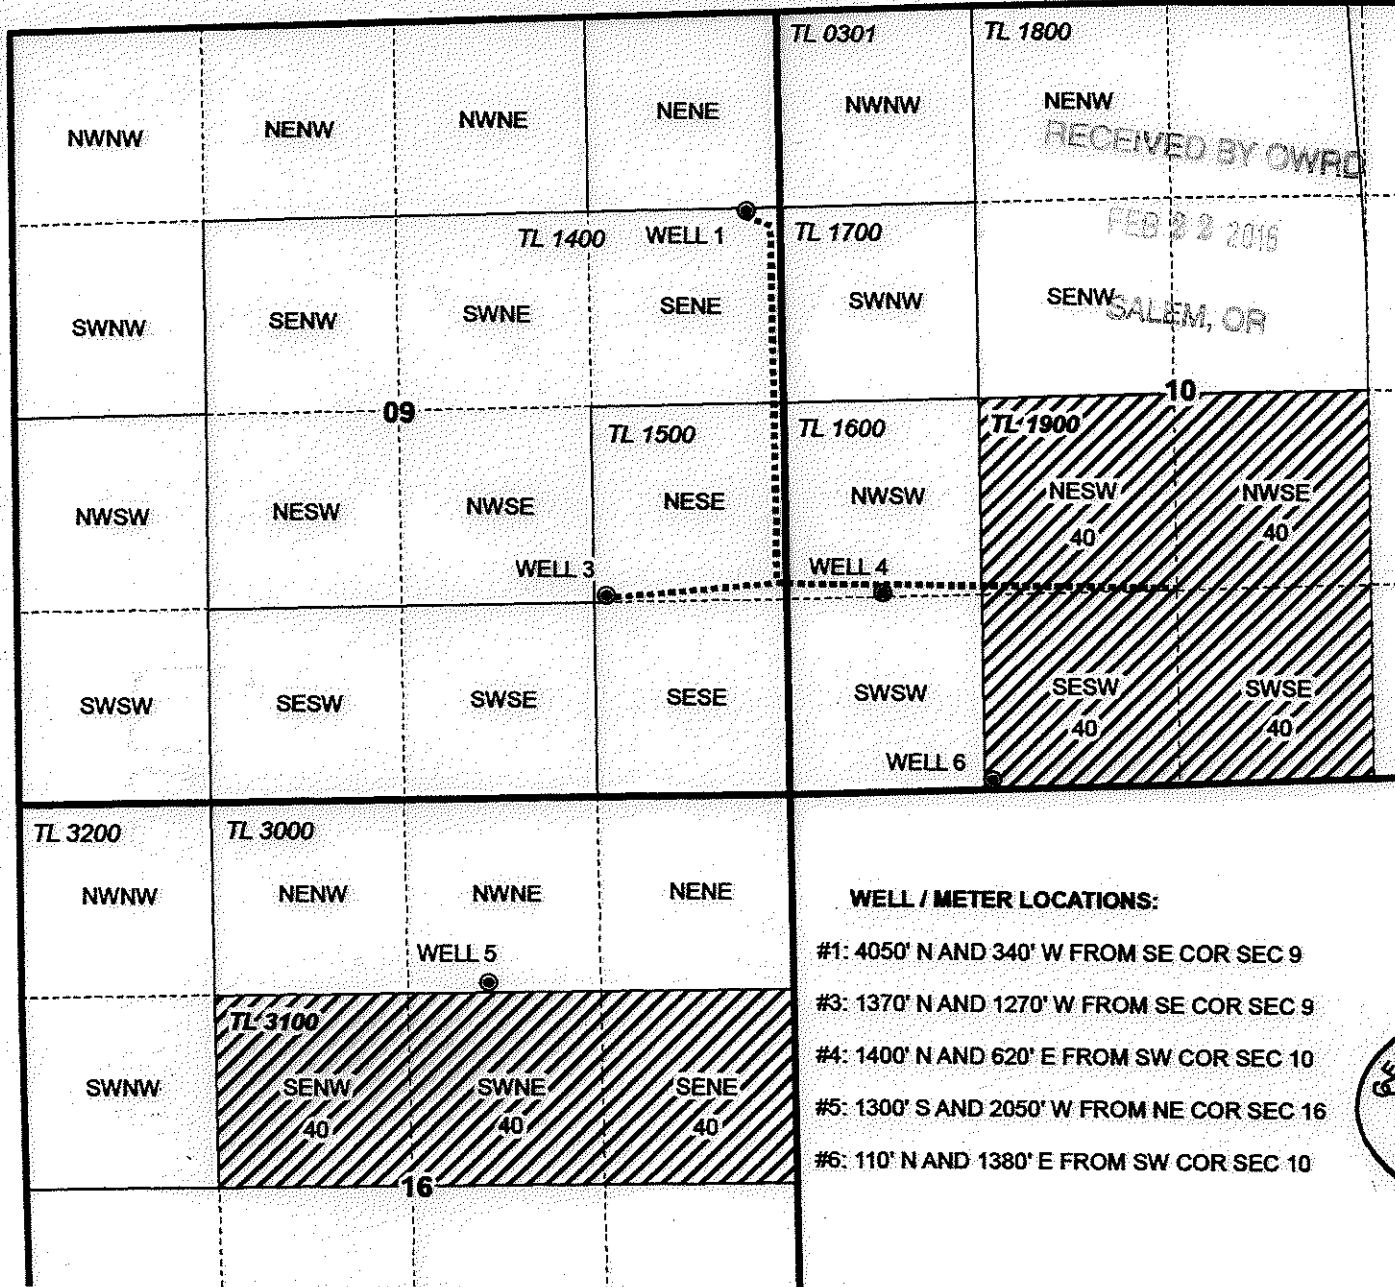 TL 0301 TL 1800
NWNW NENW NWNE NENE NWNW NENW
RECEIVED BY OWRD
TL 1400 WELL 1 TL 1700
FEB 2016
SWNW SENW SWNE SENE SWNW SENW
SALEM, OR
09 10
TL 1500 TL 1600 TL 1900
NWSW NESW NWSE NESE NWSW NESW NWSE
40 40
WELL 3 WELL 4
SWSW SESW SWSE SESE SWSW SESW SWSE
40 40
WELL 6
TL 3200 TL 3000
NWNW NENW NWNE NENE
WELL 5
TL 3100
SWNW SENW SWNE SENE
40 40 40
16
WELL / METER LOCATIONS:
#1: 4050' N AND 340' W FROM SE COR SEC 9
#3: 1370' N AND 1270' W FROM SE COR SEC 9
#4: 1400' N AND 620' E FROM SW COR SEC 10
#5: 1300' S AND 2050' W FROM NE COR SEC 16
#6: 110' N AND 1380' E FROM SW COR SEC 10